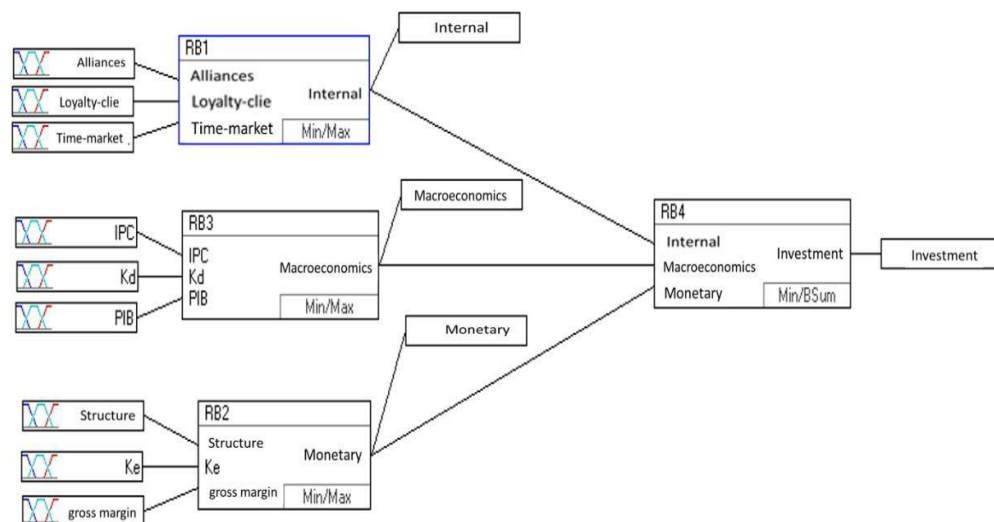 Internal
RB1
Alliances
Alliances
Loyalty-clie
Internal
Loyalty-clie
Time-market
Min/Max
Time-market .
Macroeconomics
RB3
IPC
IPC
Macroeconomics
Kd
Kd
PIB
Min/Max
PIB
RB4
Internal
Investment
Macroeconomics
Monetary
Min/BSum
Investment
Monetary
RB2
Structure
Structure
Monetary
Ke
Ke
gross margin
Min/Max
gross margin